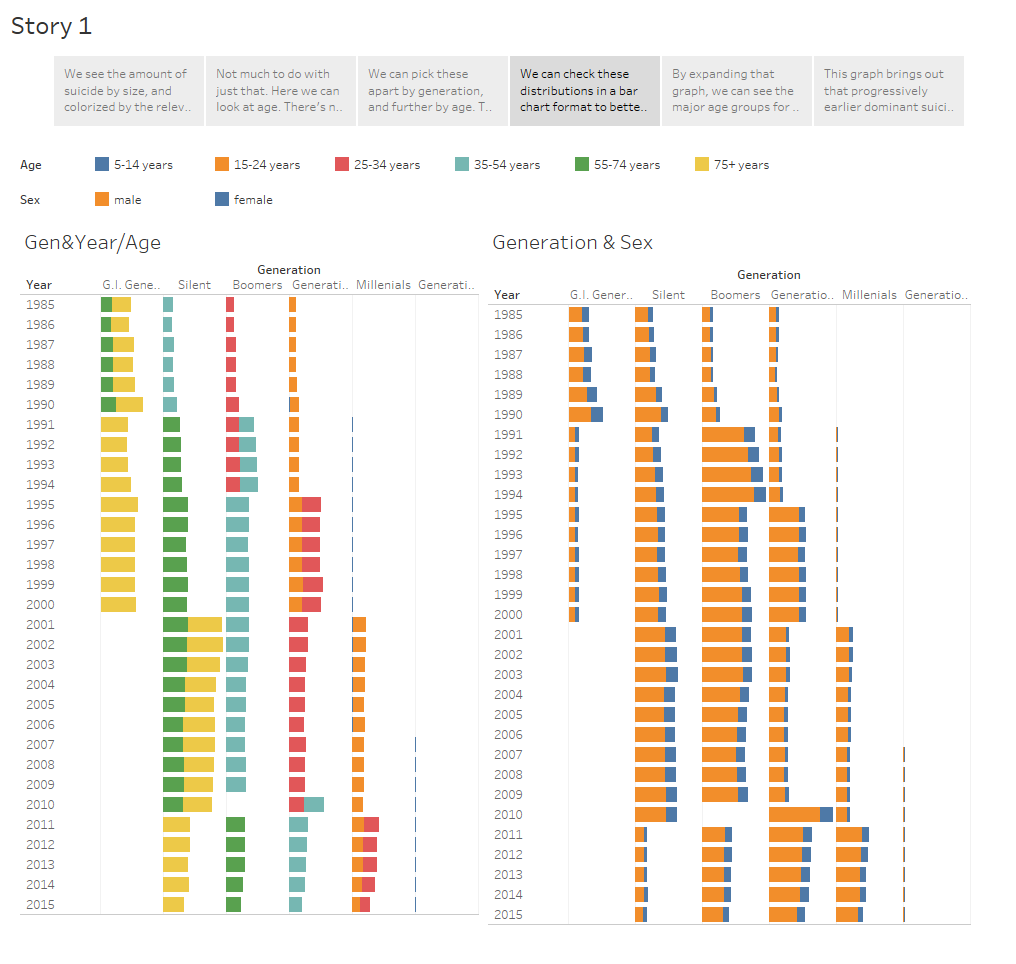 Story 1
We see the amount of
suicide by size, and
colorized by the relev..
Not much to do with
just that. Here we can
look at age. There's n..
We can pick these
apart by generation,
and further by age. T..
We can check these
distributions in a bar
chart format to bette..
By expanding that
graph, we can see the
major age groups for ..
This graph brings out
that progressively
earlier dominant suici..
Age 5-14 years 15-24 years 25-34 years 35-54 years 55-74 years 75+ years
Sex male female
Gen&Year/Age
Generation
Year G.I. Gene.. Silent Boomers Generati.. Millenials Generati..
1985
1986
1987
1988
1989
1990
1991
1992
1993
1994
1995
1996
1997
1998
1999
2000
2001
2002
2003
2004
2005
2006
2007
2008
2009
2010
2011
2012
2013
2014
2015
Generation & Sex
Generation
Year G.I. Gener.. Silent Boomers Generatio.. Millenials Generatio..
1985
1986
1987
1988
1989
1990
1991
1992
1993
1994
1995
1996
1997
1998
1999
2000
2001
2002
2003
2004
2005
2006
2007
2008
2009
2010
2011
2012
2013
2014
2015